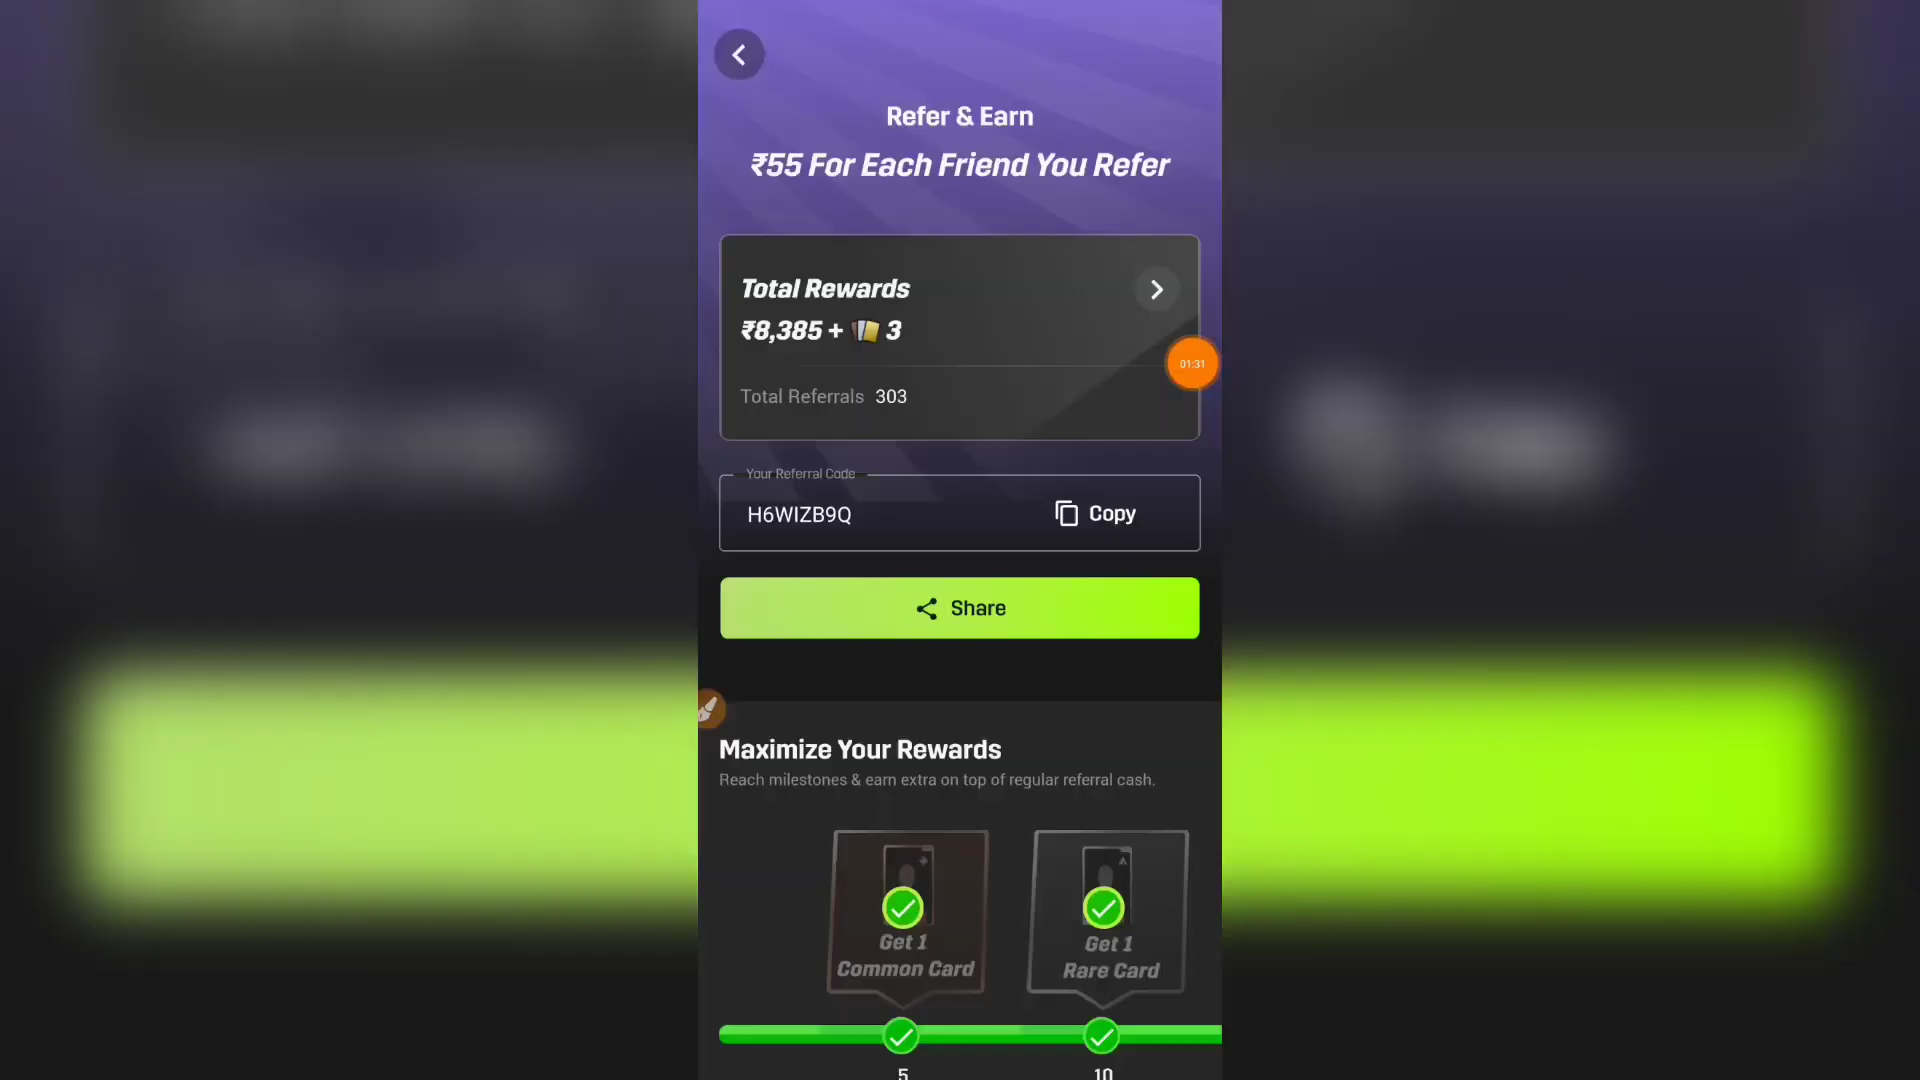 Refer & Earn
₹55 For Each Friend You Refer
Total Rewards
₹8,385 + 3
01:31
Total Referrals 303
Your Referral Code
H6WIZB9Q
Copy
Share
Maximize Your Rewards
Reach milestones & earn extra on top of regular referral cash.
Get 1
Common Card
Get 1
Rare Card
5
10